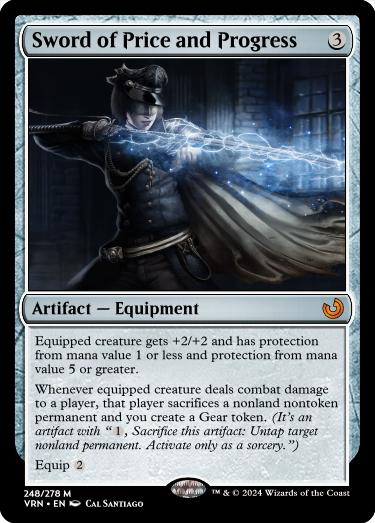 Sword of Price and Progress 3
Artifact — Equipment
Equipped creature gets +2/+2 and has protection
from mana value 1 or less and protection from mana
value 5 or greater.
Whenever equipped creature deals combat damage
to a player, that player sacrifices a nonland nontoken
permanent and you create a Gear token. (It's an
artifact with “1, Sacrifice this artifact: Untap target
nonland permanent. Activate only as a sorcery.”)
Equip 2
248/278 M
VRN • EN Cal Santiago
™ & © 2024 Wizards of the Coast